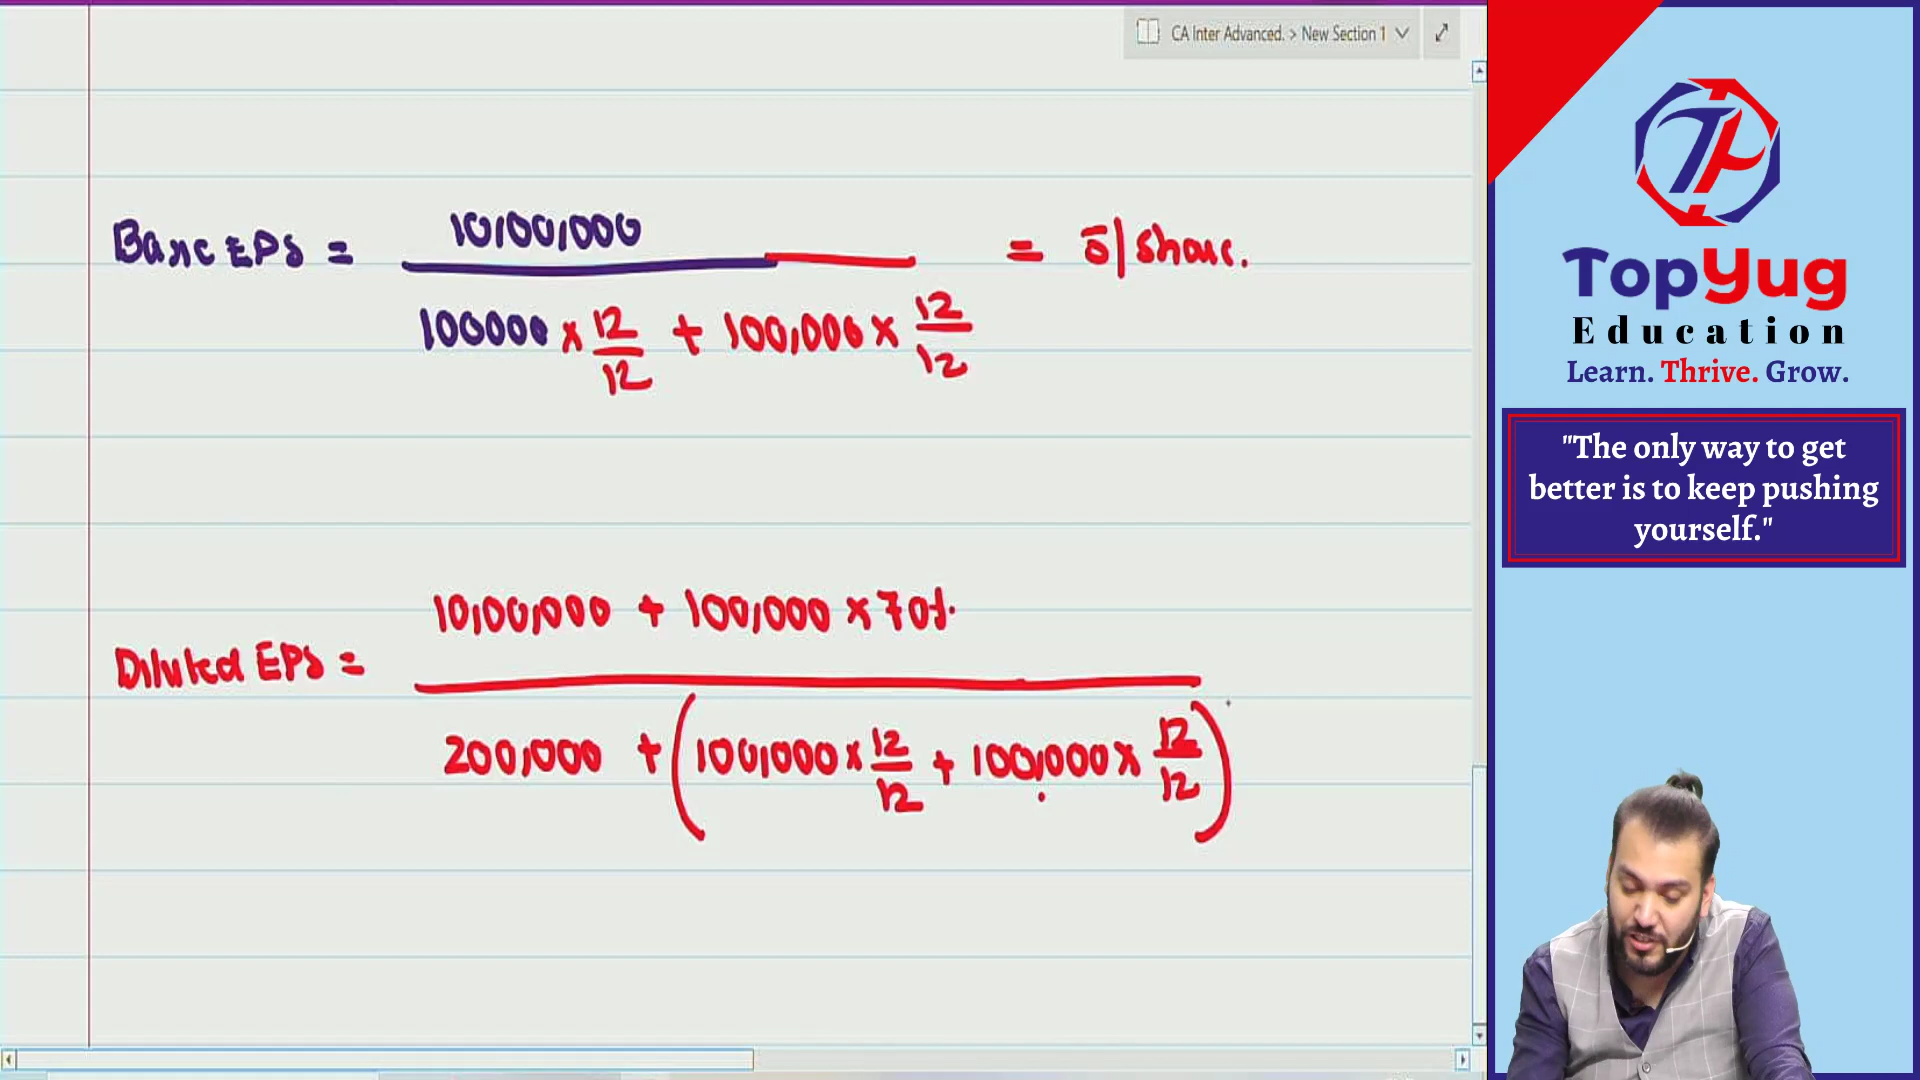 CA Inter Advanced. > New Section 1
Basic EPS = 10,00,000 = 5/share.
100000 × 12/12 + 100,000 × 12/12
10,00,000 + 100,000 × 70%.
Diluted EPS =
200,000 + (100,000 × 12/12 + 100,000 × 12/12)
TopYug
Education
Learn. Thrive. Grow.
"The only way to get
better is to keep pushing
yourself."